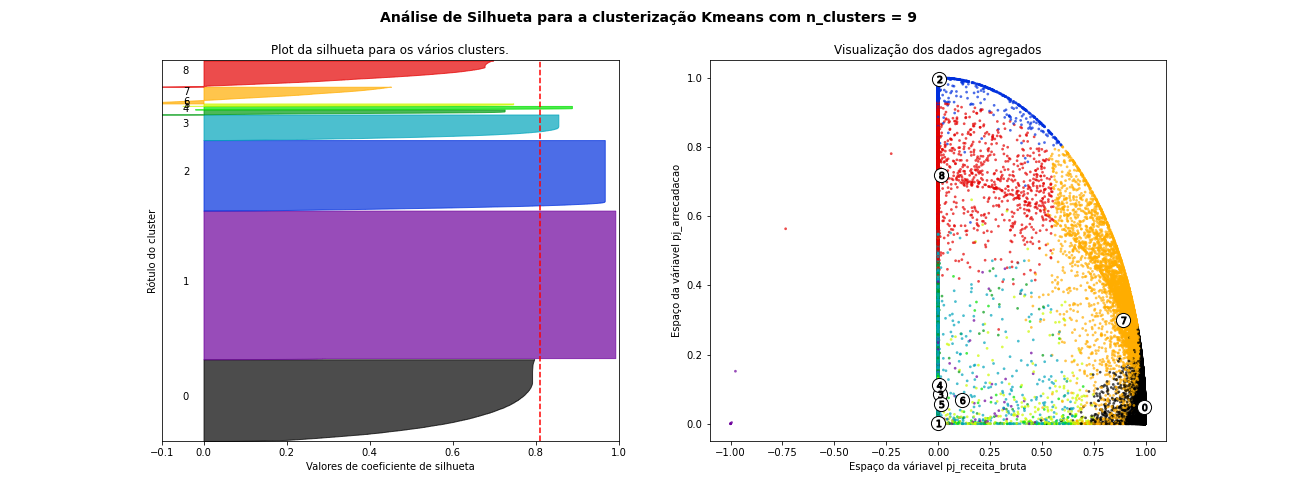 Análise de Silhueta para a clusterização Kmeans com n_clusters = 9
Plot da silhueta para os vários clusters.
Rótulo do cluster
8
7
6
4
3
2
1
0
−0.1 0.0 0.2 0.4 0.6 0.8 1.0
Valores de coeficiente de silhueta
Visualização dos dados agregados
Espaço da váriavel pj_arrecadacao
1.0
0.8
0.6
0.4
0.2
0.0
2
8
7
4
3
5
6
0
1
−1.00 −0.75 −0.50 −0.25 0.00 0.25 0.50 0.75 1.00
Espaço da váriavel pj_receita_bruta